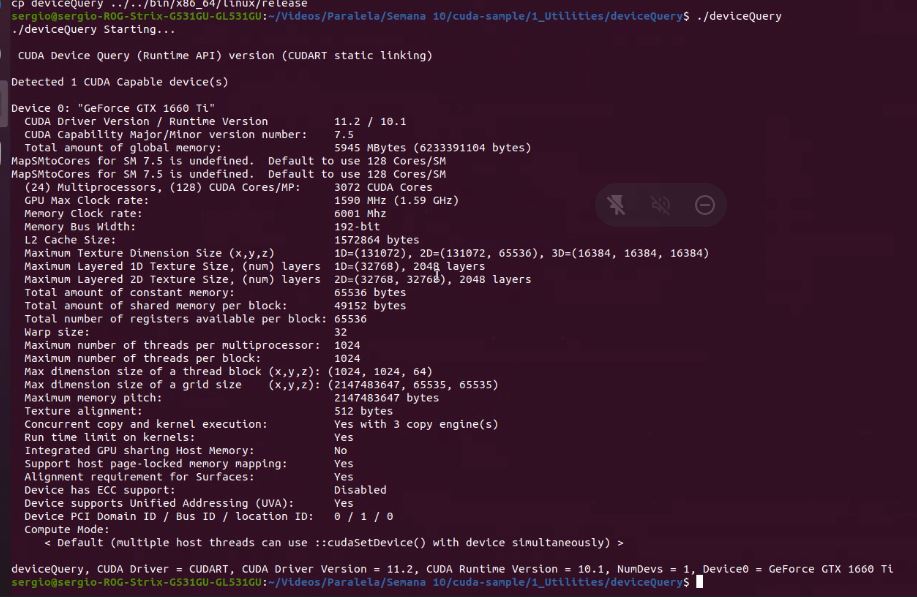 cp deviceQuery ../../bin/x86_64/linux/release
sergio@sergio-ROG-Strix-G531GU-GL531GU:~/Videos/Paralela/Semana 10/cuda-sample/1_Utilities/deviceQuery$ ./deviceQuery
./deviceQuery Starting...
CUDA Device Query (Runtime API) version (CUDART static linking)
Detected 1 CUDA Capable device(s)
Device 0: "GeForce GTX 1660 Ti"
CUDA Driver Version / Runtime Version 11.2 / 10.1
CUDA Capability Major/Minor version number: 7.5
Total amount of global memory: 5945 MBytes (6233391104 bytes)
MapSMtoCores for SM 7.5 is undefined. Default to use 128 Cores/SM
MapSMtoCores for SM 7.5 is undefined. Default to use 128 Cores/SM
(24) Multiprocessors, (128) CUDA Cores/MP: 3072 CUDA Cores
GPU Max Clock rate: 1590 MHz (1.59 GHz)
Memory Clock rate: 6001 Mhz
Memory Bus Width: 192-bit
L2 Cache Size: 1572864 bytes
Maximum Texture Dimension Size (x,y,z) 1D=(131072), 2D=(131072, 65536), 3D=(16384, 16384, 16384)
Maximum Layered 1D Texture Size, (num) layers 1D=(32768), 2048 layers
Maximum Layered 2D Texture Size, (num) layers 2D=(32768, 32768), 2048 layers
Total amount of constant memory: 65536 bytes
Total amount of shared memory per block: 49152 bytes
Total number of registers available per block: 65536
Warp size: 32
Maximum number of threads per multiprocessor: 1024
Maximum number of threads per block: 1024
Max dimension size of a thread block (x,y,z): (1024, 1024, 64)
Max dimension size of a grid size (x,y,z): (2147483647, 65535, 65535)
Maximum memory pitch: 2147483647 bytes
Texture alignment: 512 bytes
Concurrent copy and kernel execution: Yes with 3 copy engine(s)
Run time limit on kernels: Yes
Integrated GPU sharing Host Memory: No
Support host page-locked memory mapping: Yes
Alignment requirement for Surfaces: Yes
Device has ECC support: Disabled
Device supports Unified Addressing (UVA): Yes
Device PCI Domain ID / Bus ID / location ID: 0 / 1 / 0
Compute Mode:
< Default (multiple host threads can use ::cudaSetDevice() with device simultaneously) >
deviceQuery, CUDA Driver = CUDART, CUDA Driver Version = 11.2, CUDA Runtime Version = 10.1, NumDevs = 1, Device0 = GeForce GTX 1660 Ti
sergio@sergio-ROG-Strix-G531GU-GL531GU:~/Videos/Paralela/Semana 10/cuda-sample/1_Utilities/deviceQuery$